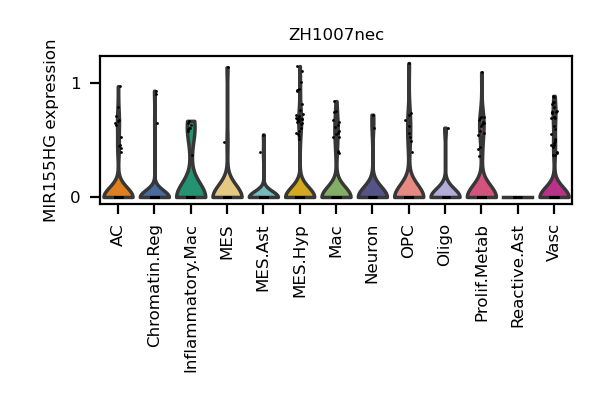 ZH1007nec
MIR155HG expression
1
0
AC
Chromatin.Reg
Inflammatory.Mac
MES
MES.Ast
MES.Hyp
Mac
Neuron
OPC
Oligo
Prolif.Metab
Reactive.Ast
Vasc